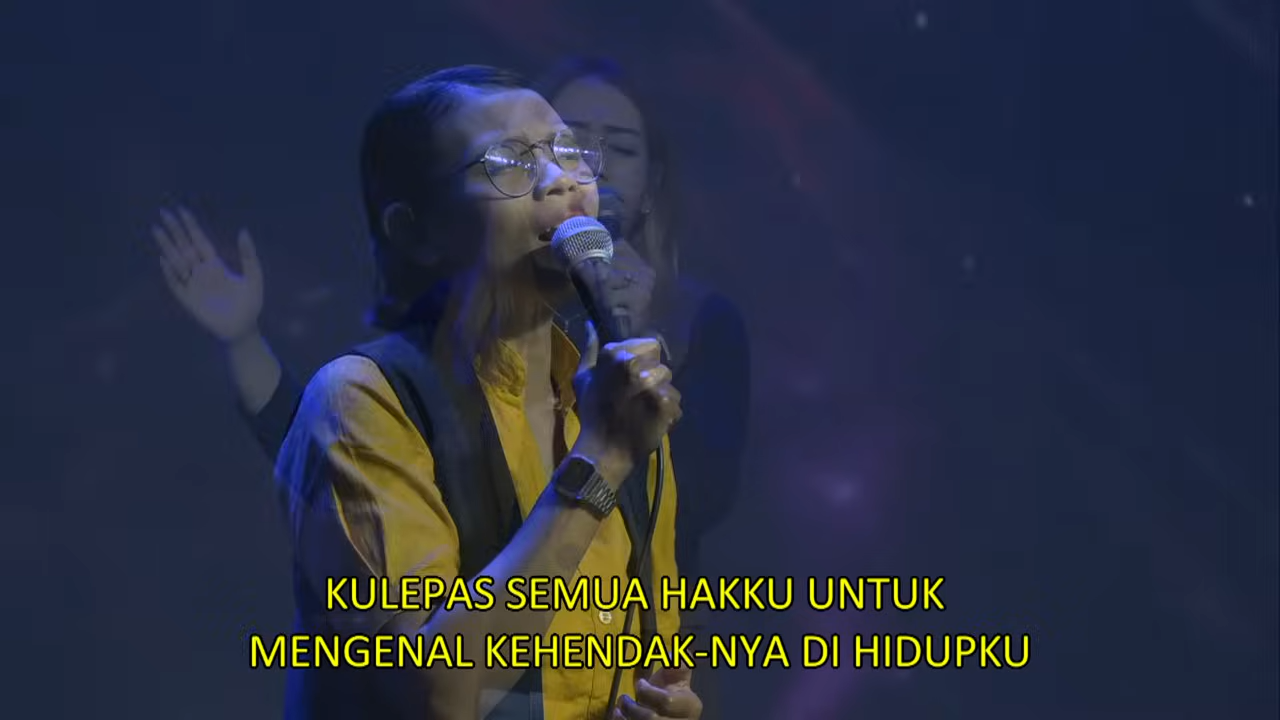 KULEPAS SEMUA HAKKU UNTUK
MENGENAL KEHENDAK-NYA DI HIDUPKU